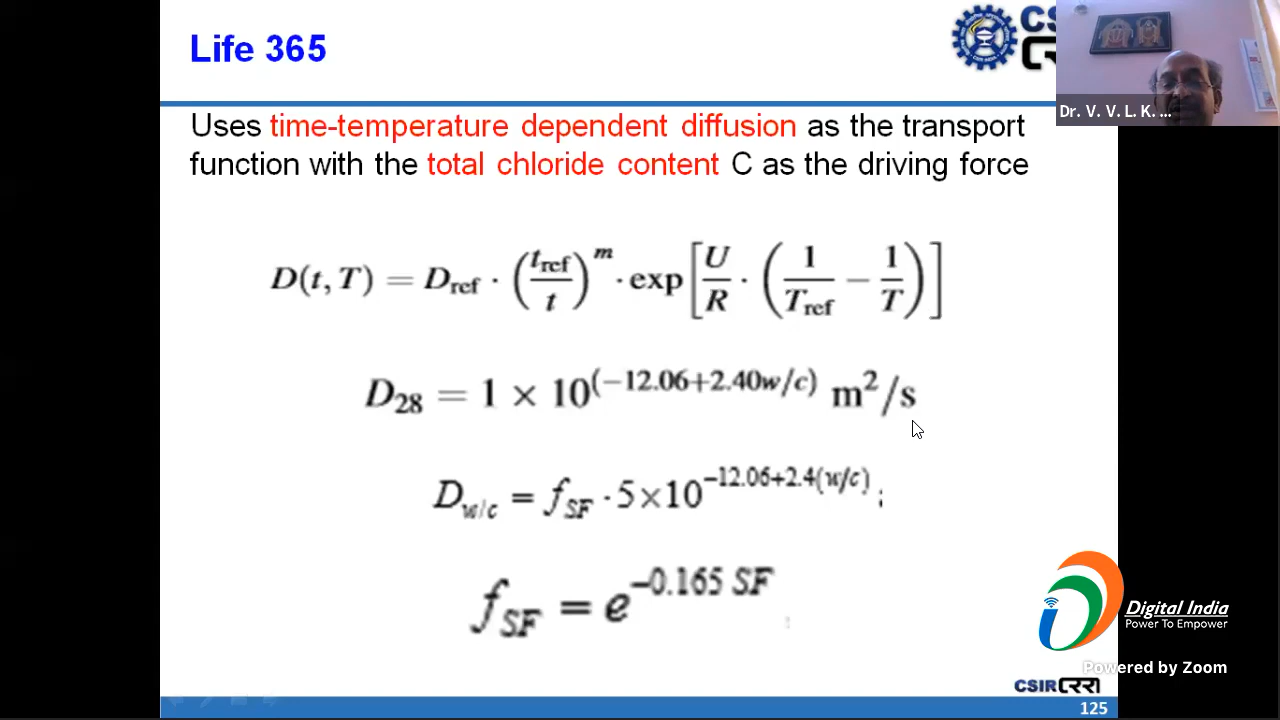 Life 365
CS
CR
Dr. V. V. L. K. ...
Uses time-temperature dependent diffusion as the transport
function with the total chloride content C as the driving force
D(t, T) = D_ref · (t_ref / t)^m · exp[U/R · (1/T_ref − 1/T)]
D_28 = 1 × 10^(−12.06+2.40w/c) m²/s
D_w/c = f_SF · 5×10^−12.06+2.4(w/c) ;
f_SF = e^−0.165 SF
Digital India
Power To Empower
Powered by Zoom
CSIR CRRI
125